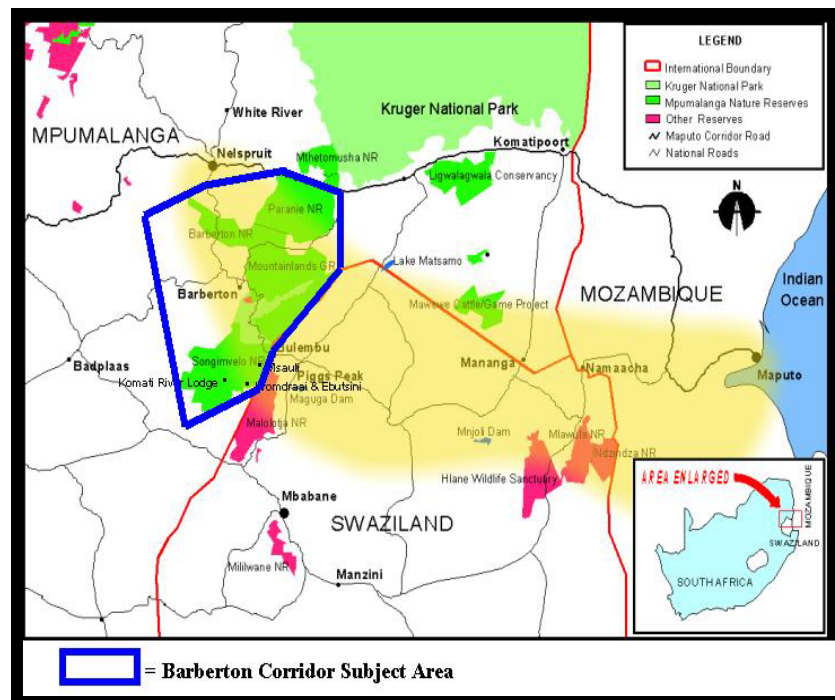 LEGEND
International Boundary
Kruger National Park
Mpumalanga Nature Reserves
Other Reserves
Maputo Corridor Road
National Roads
N
White River
Kruger National Park
MPUMALANGA
Nelspruit
Mthetomusha NR
Komatipoort
Ligwalagwala Conservancy
Paranie NR
Barberton NR
Mountainlands GR
Lake Matsamo
Indian
Ocean
MOZAMBIQUE
Barberton
Mawewe Cattle/Game Project
Bulembu
Songimvelo NR
Badplaas
Piggs Peak
Mananga
Namaacha
Maputo
Komati River Lodge
Kromdraai & Ebutsini
Maguga Dam
Malolotja NR
Mnjoli Dam
Mlawula NR
Ndzindza NR
Hlane Wildlife Sanctuary
Mbabane
SWAZILAND
Mlilwane NR
Manzini
AREA ENLARGED
MOZAMBIQUE
SWAZILAND
SOUTH AFRICA
= Barberton Corridor Subject Area